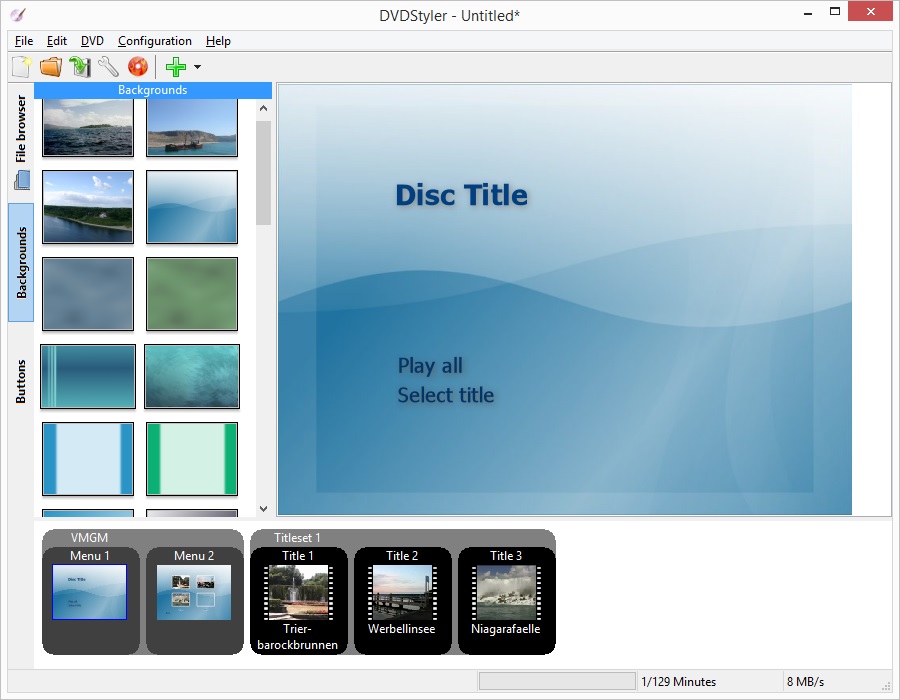 DVDStyler - Untitled*
File Edit DVD Configuration Help
Backgrounds
File browser
Backgrounds
Buttons
Disc Title
Play all
Select title
VMGM
Menu 1
Menu 2
Titleset 1
Title 1
Title 2
Title 3
Trier-
barockbrunnen
Werbellinsee
Niagarafaelle
1/129 Minutes
8 MB/s